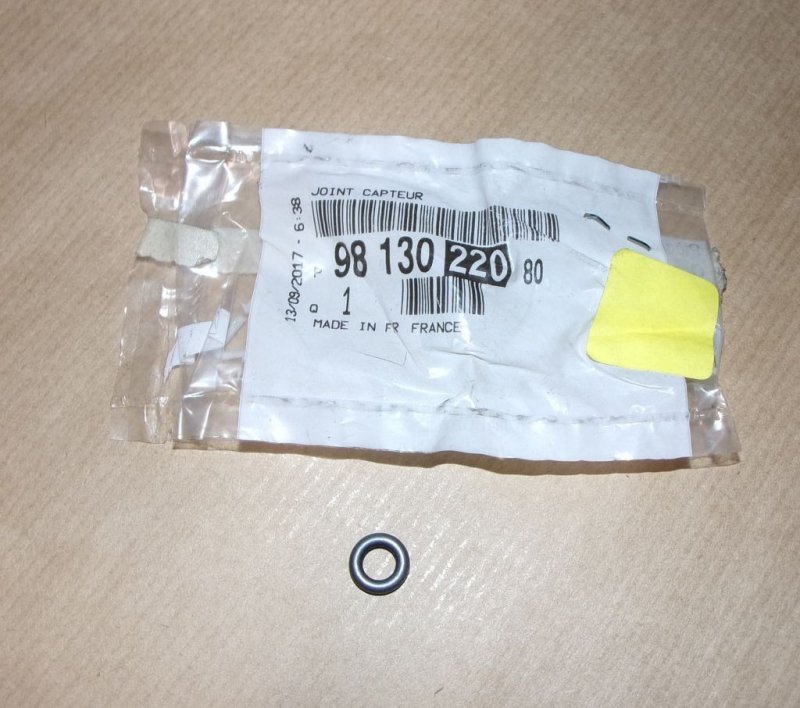 JOINT CAPTEUR
13/09/2017 - 6:38
98 130 220 80
Q 1
MADE IN FR FRANCE